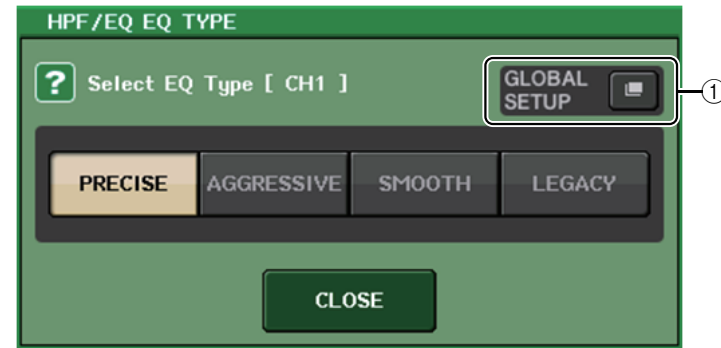 HPF/EQ EQ TYPE
? Select EQ Type [ CH1 ]
GLOBAL
SETUP
①
PRECISE
AGGRESSIVE
SMOOTH
LEGACY
CLOSE